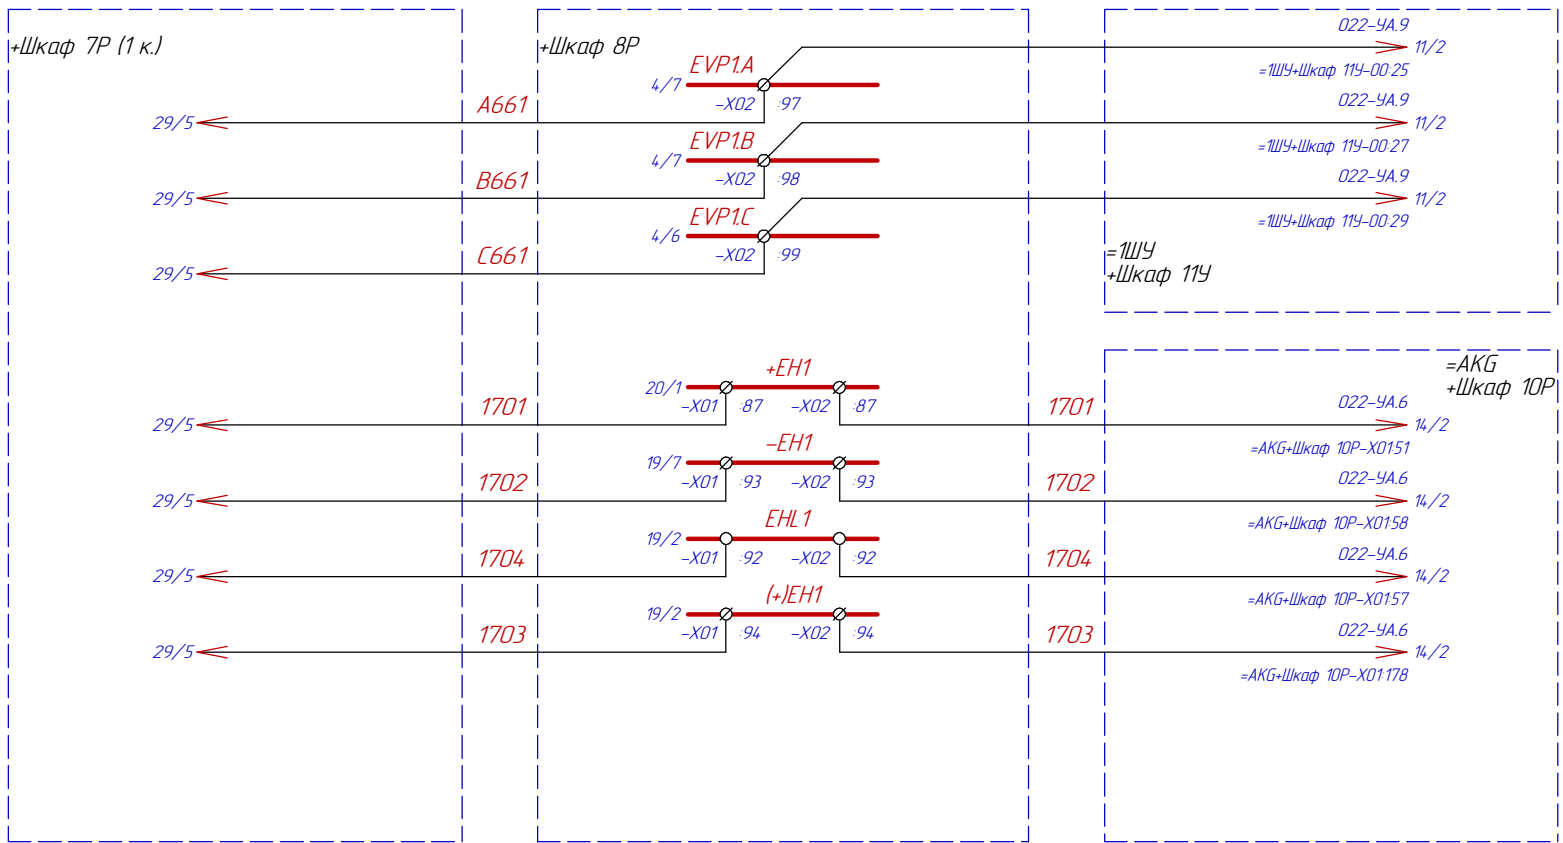 +Шкаф 7Р (1 к.)
+Шкаф 8Р
022-УА.9
11/2
=1ШУ+Шкаф 11У-00:25
EVP1.A
4/7
-X02 :97
A661
29/5
022-УА.9
11/2
=1ШУ+Шкаф 11У-00:27
EVP1.B
4/7
-X02 :98
B661
29/5
022-УА.9
11/2
=1ШУ+Шкаф 11У-00:29
EVP1.C
4/6
-X02 :99
C661
29/5
=1ШУ
+Шкаф 11У
=AKG
+Шкаф 10Р
+EH1
20/1
-X01 :87 -X02 :87
1701
1701
29/5
022-УА.6
14/2
=AKG+Шкаф 10Р-X01:51
-EH1
19/7
-X01 :93 -X02 :93
1702
1702
29/5
022-УА.6
14/2
=AKG+Шкаф 10Р-X01:58
EHL1
19/2
-X01 :92 -X02 :92
1704
1704
29/5
022-УА.6
14/2
=AKG+Шкаф 10Р-X01:57
(+)EH1
19/2
-X01 :94 -X02 :94
1703
1703
29/5
022-УА.6
14/2
=AKG+Шкаф 10Р-X01:178